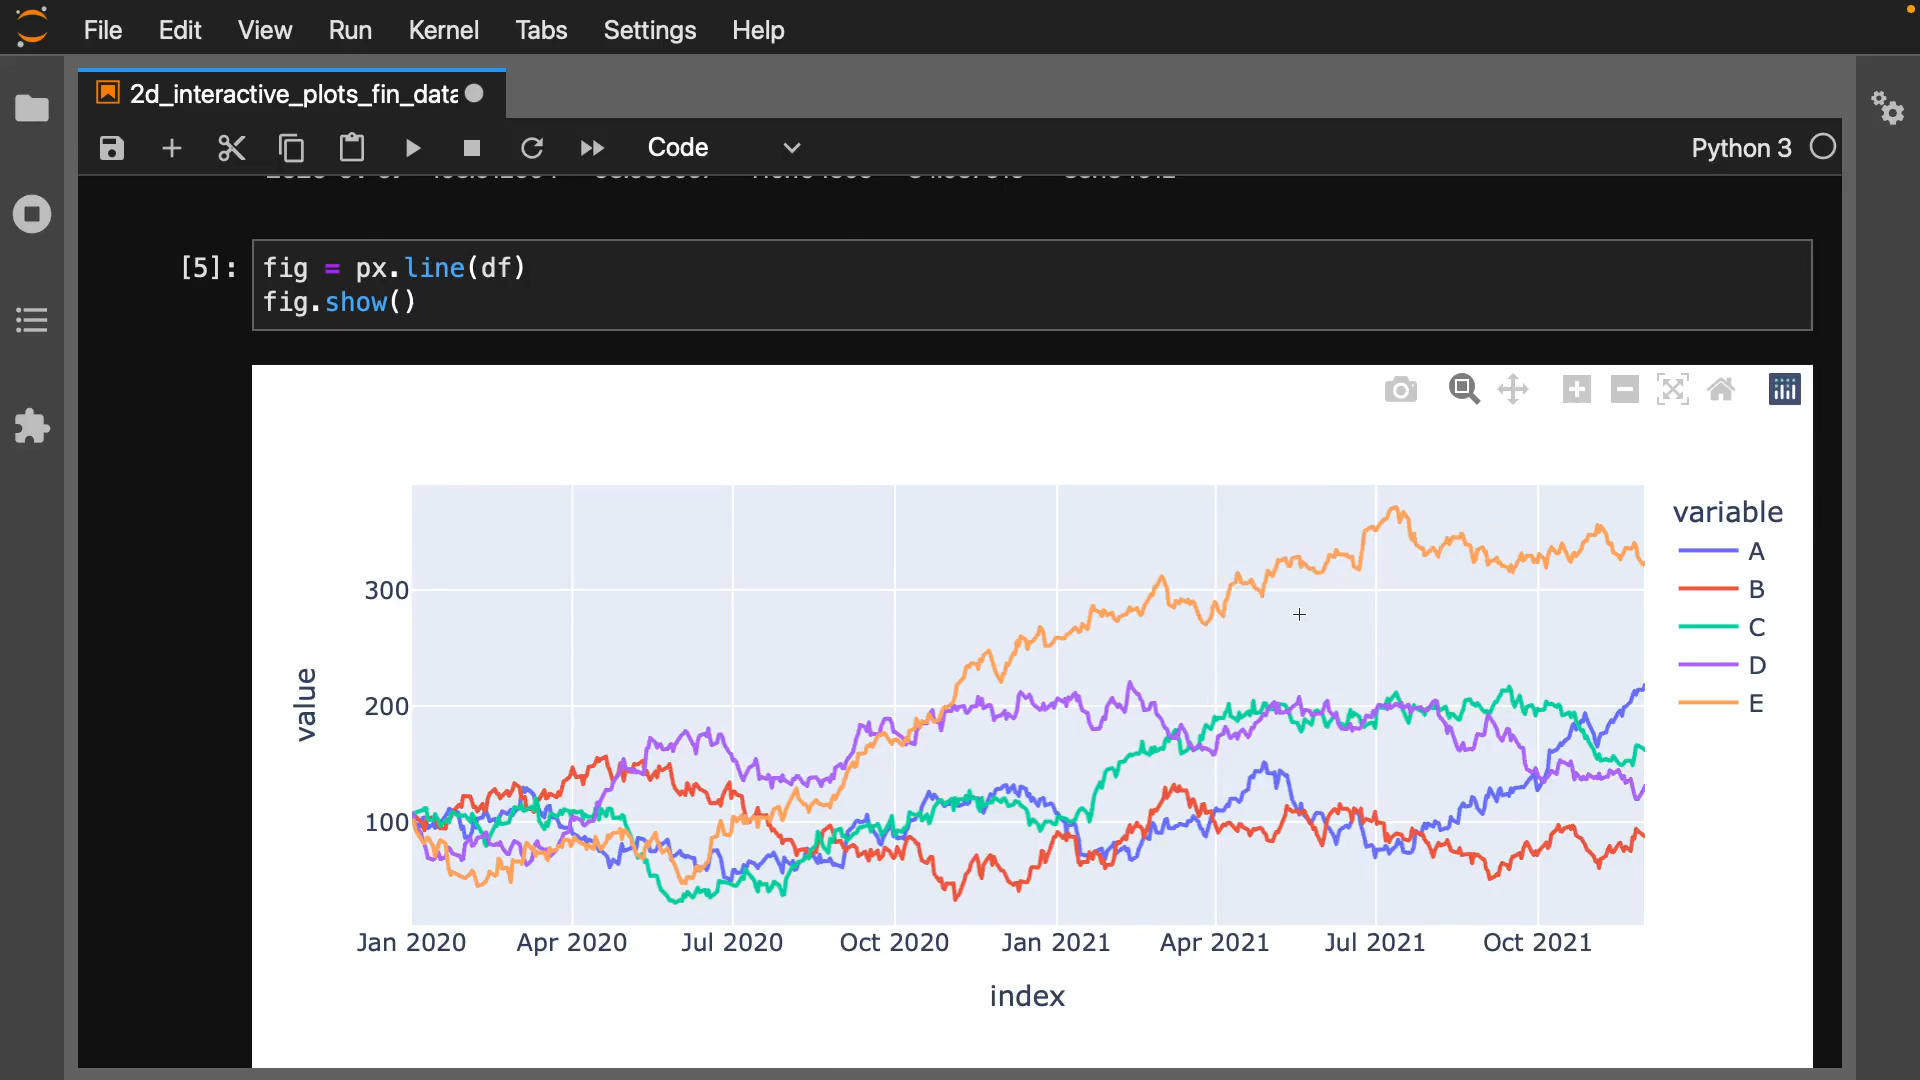 File Edit View Run Kernel Tabs Settings Help
2d_interactive_plots_fin_data
Code
Python 3
[5]: fig = px.line(df)
fig.show()
variable
A
B
C
D
E
value
300
200
100
Jan 2020 Apr 2020 Jul 2020 Oct 2020 Jan 2021 Apr 2021 Jul 2021 Oct 2021
index